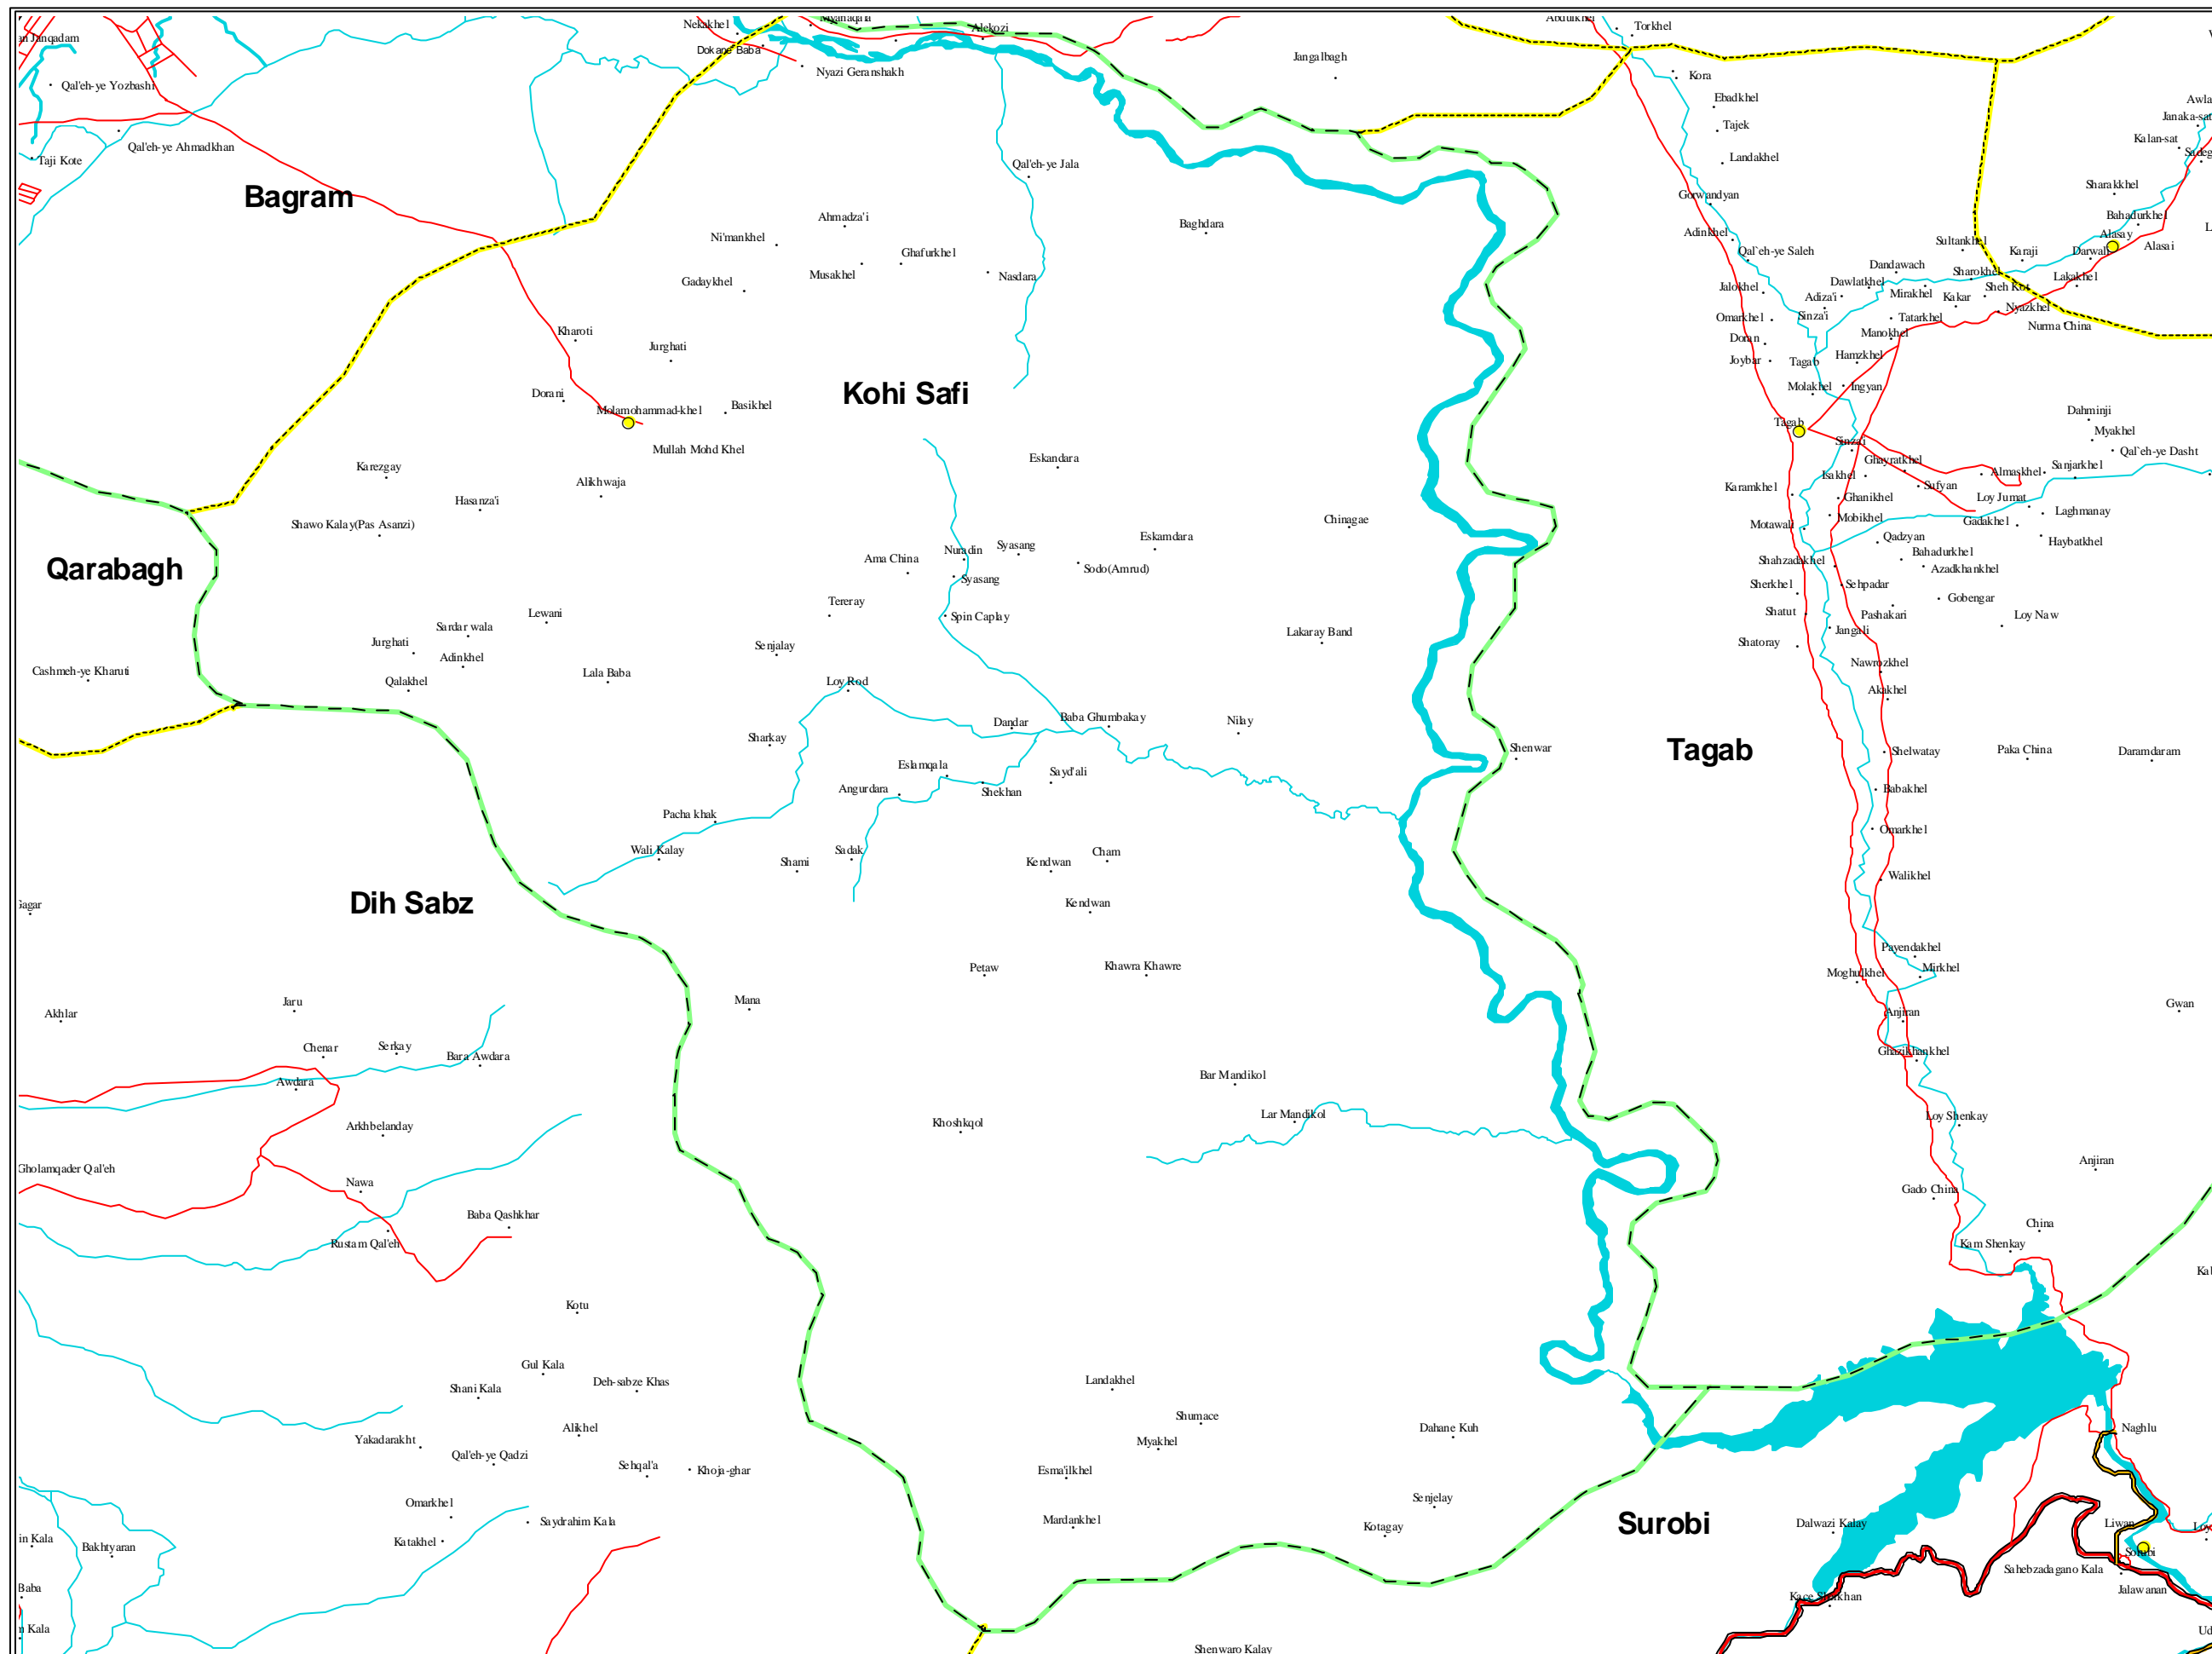 Nekakhel
Alekozi
Torkhel
Dokane Baba
Jangalbagh
Nyazi Geranshakh
Kora
Qal'eh-ye Yozbashi
Ebadkhel
Janaka-sat
Tajek
Kalan-sat
Qal'eh-ye Ahmadkhan
Taji Kote
Landakhel
Qal'eh-ye Jala
Sharakkhel
Bagram
Gorwandyan
Ahmadza'i
Baghdara
Bahadurkhel
Ni'mankhel
Adinkhel
Alasay
Alasai
Sultankhel
Karaji
Darwali
Ghafurkhel
Qal`eh-ye Saleh
Musakhel
Nasdara
Dandawach
Sharokhel
Lakakhel
Gadaykhel
Jalokhel
Dawlatkhel
Sheh Kot
Adiza'i
Mirakhel
Kakar
Nyazkhel
Omarkhel
Sinza'i
Tatarkhel
Nurma China
Kharoti
Manokhel
Doran
Jurghati
Joybar
Tagab
Hamzkhel
Kohi Safi
Dorani
Molakhel
Ingyan
Molamohammad-khel
Basikhel
Dahminji
Tagab
Myakhel
Mullah Mohd Khel
Sinza'i
Qal`eh-ye Dasht
Karezgay
Eskandara
Ghayratkhel
Isakhel
Almaskhel
Sanjarkhel
Alikhwaja
Karamkhel
Sufyan
Hasanza'i
Ghanikhel
Loy Jumat
Shawo Kalay(Pas Asanzi)
Chinagae
Motawali
Mobikhel
Gadakhel
Laghmanay
Eskamdara
Qadzyan
Haybatkhel
Nuradin
Syasang
Ama China
Bahadurkhel
Shahzadakhel
Qarabagh
Sodo(Amrud)
Azadkhankhel
Syasang
Sherkhel
Sehpadar
Tereray
Gobengar
Lewani
Spin Caplay
Shatut
Pashakari
Loy Naw
Sardar wala
Lakaray Band
Jangali
Jurghati
Senjalay
Shatoray
Adinkhel
Cashmeh-ye Kharuti
Lala Baba
Nawrozkhel
Qalakhel
Loy Rod
Akakhel
Dandar
Baba Ghumbakay
Nilay
Sharkay
Shenwar
Tagab
Shelwatay
Paka China
Daramdaram
Eslamqala
Sayd'ali
Angurdara
Shekhan
Babakhel
Pacha khak
Omarkhel
Wali Kalay
Shami
Sadak
Kendwan
Cham
Walikhel
Dih Sabz
Kendwan
Payendakhel
Petaw
Khawra Khawre
Moghulkhel
Mirkhel
Jaru
Mana
Gwan
Akhlar
Anjiran
Chenar
Serkay
Bara Awdara
Ghazikhankhel
Awdara
Bar Mandikol
Lar Mandikol
Loy Shenkay
Arkhbelanday
Khoshkqol
Gholamqader Qal'eh
Anjiran
Nawa
Gado China
Baba Qashkhar
China
Rustam Qal'eh
Kam Shenkay
Kotu
Gul Kala
Shani Kala
Deh-sabze Khas
Landakhel
Shumace
Alikhel
Dahane Kuh
Naghlu
Yakadarakht
Myakhel
Qal'eh-ye Qadzi
Sehqal'a
Khoja-ghar
Esma'ilkhel
Senjelay
Omarkhel
Saydrahim Kala
Mardankhel
Kotagay
Surobi
Dalwazi Kalay
Liwan
Katakhel
Bakhtyaran
Sorubi
Sahebzadagano Kala
Jalawanan
Baba
Kace Shikhan
Kala
Shenwaro Kalay